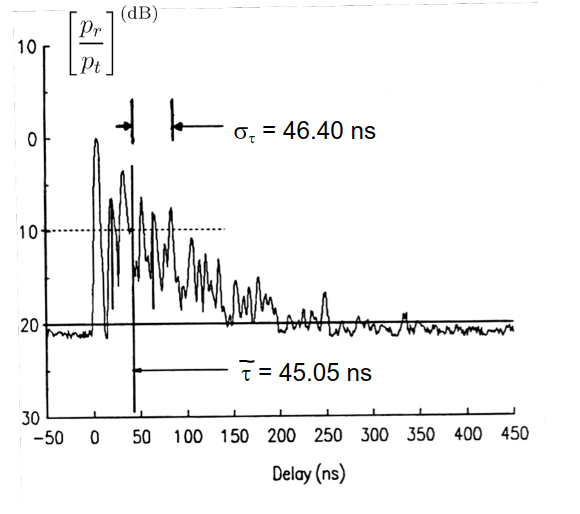 [p_r / p_t] (dB)
10
0
10
20
30
σ_τ = 46.40 ns
τ̃ = 45.05 ns
-50 0 50 100 150 200 250 300 350 400 450
Delay (ns)